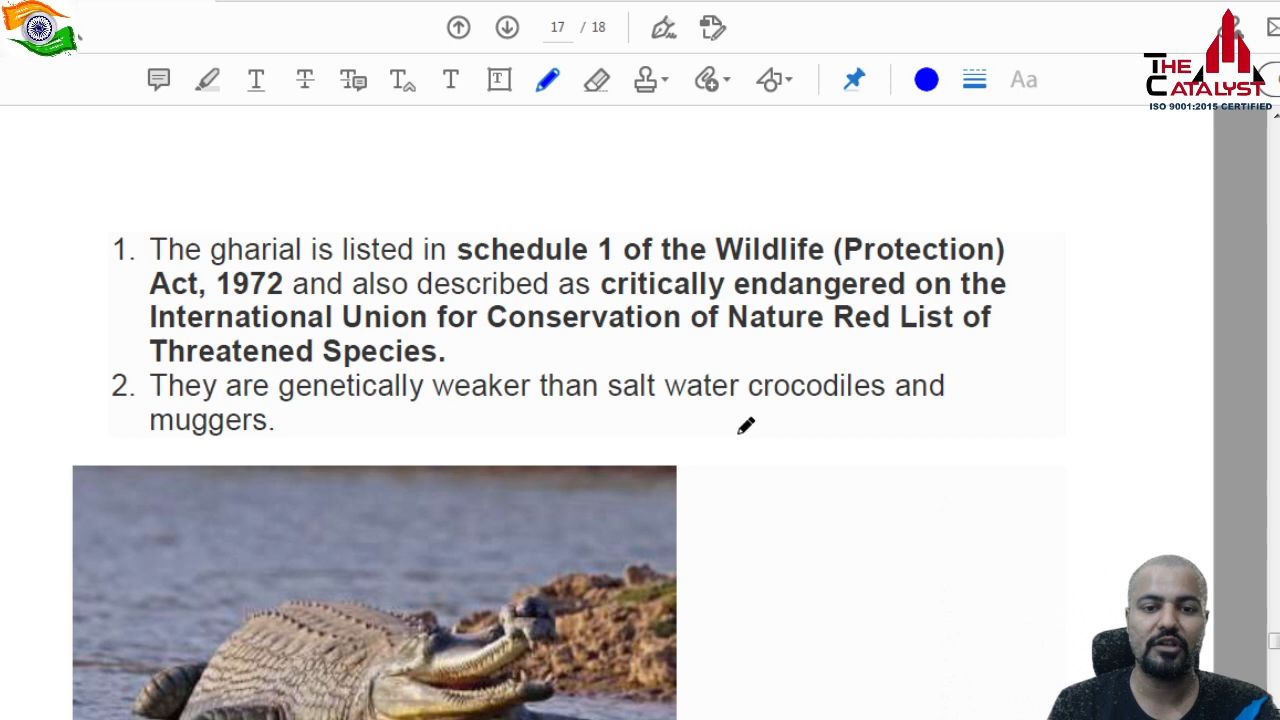 17 / 18
THE
CATALYST
ISO 9001:2015 CERTIFIED
Aa
1. The gharial is listed in schedule 1 of the Wildlife (Protection)
Act, 1972 and also described as critically endangered on the
International Union for Conservation of Nature Red List of
Threatened Species.
2. They are genetically weaker than salt water crocodiles and
muggers.